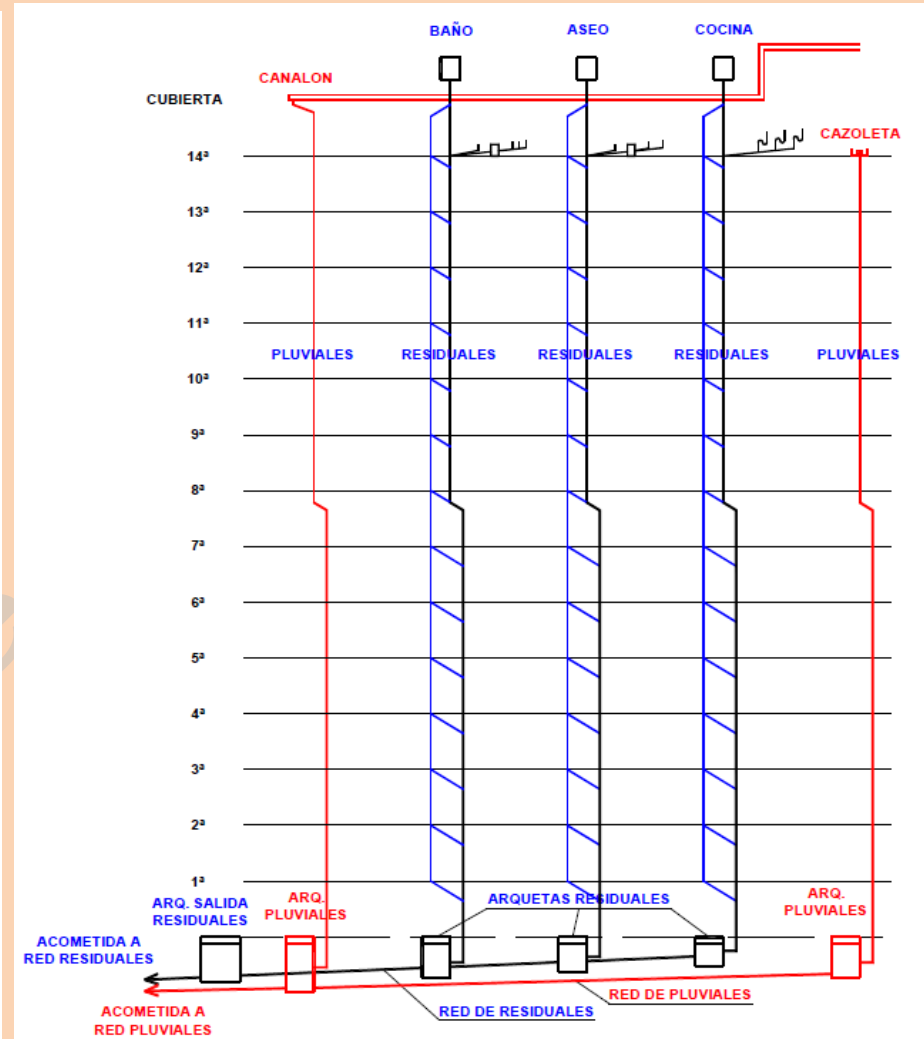 BAÑO
ASEO
COCINA
CANALON
CUBIERTA
CAZOLETA
14ª
13ª
12ª
11ª
PLUVIALES
RESIDUALES
RESIDUALES
RESIDUALES
PLUVIALES
10ª
9ª
8ª
7ª
6ª
5ª
4ª
3ª
2ª
1ª
ARQ. SALIDA
RESIDUALES
ARQ.
PLUVIALES
ARQUETAS RESIDUALES
ARQ.
PLUVIALES
ACOMETIDA A
RED RESIDUALES
RED DE PLUVIALES
RED DE RESIDUALES
ACOMETIDA A
RED PLUVIALES